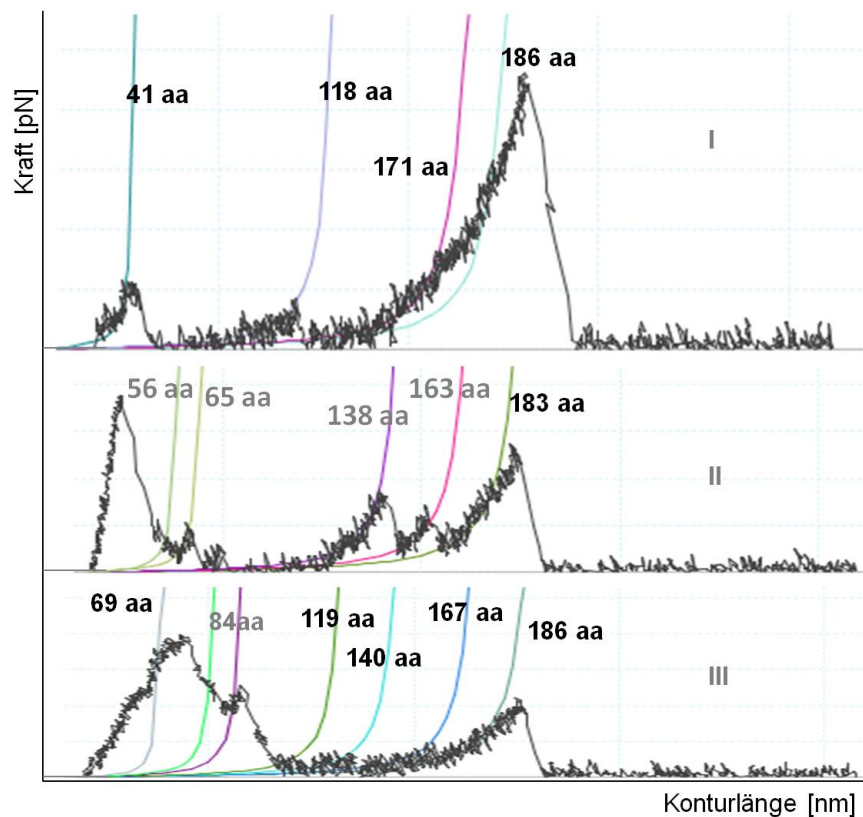 Kraft [pN]
41 aa
118 aa
171 aa
186 aa
I
56 aa
65 aa
138 aa
163 aa
183 aa
II
69 aa
84aa
119 aa
140 aa
167 aa
186 aa
III
Konturlänge [nm]